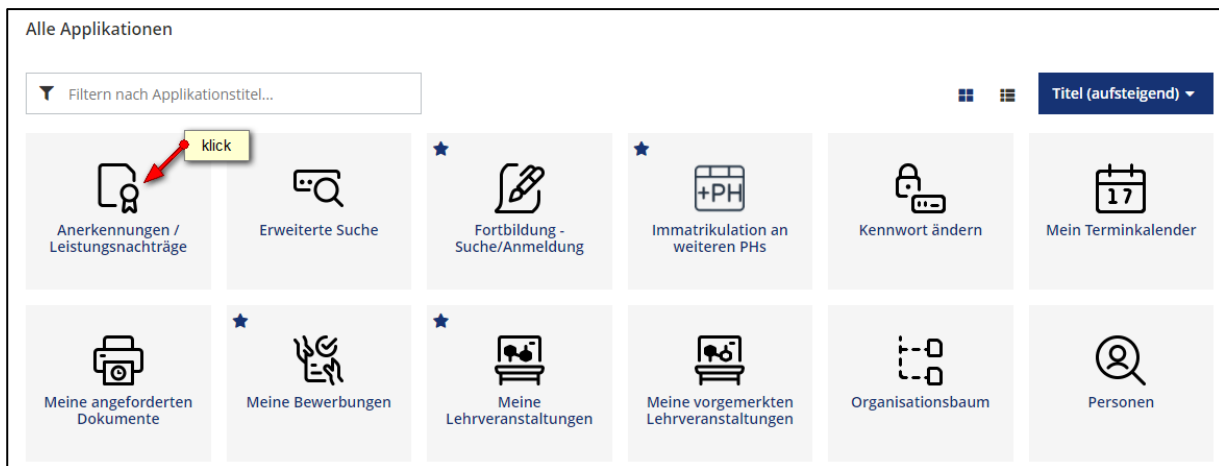 Alle Applikationen
Filtern nach Applikationstitel...
Titel (aufsteigend)
klick
Anerkennungen /
Leistungsnachträge
Erweiterte Suche
Fortbildung -
Suche/Anmeldung
+PH
Immatrikulation an
weiteren PHs
Kennwort ändern
17
Mein Terminkalender
Meine angeforderten
Dokumente
Meine Bewerbungen
Meine
Lehrveranstaltungen
Meine vorgemerkten
Lehrveranstaltungen
Organisationsbaum
Personen